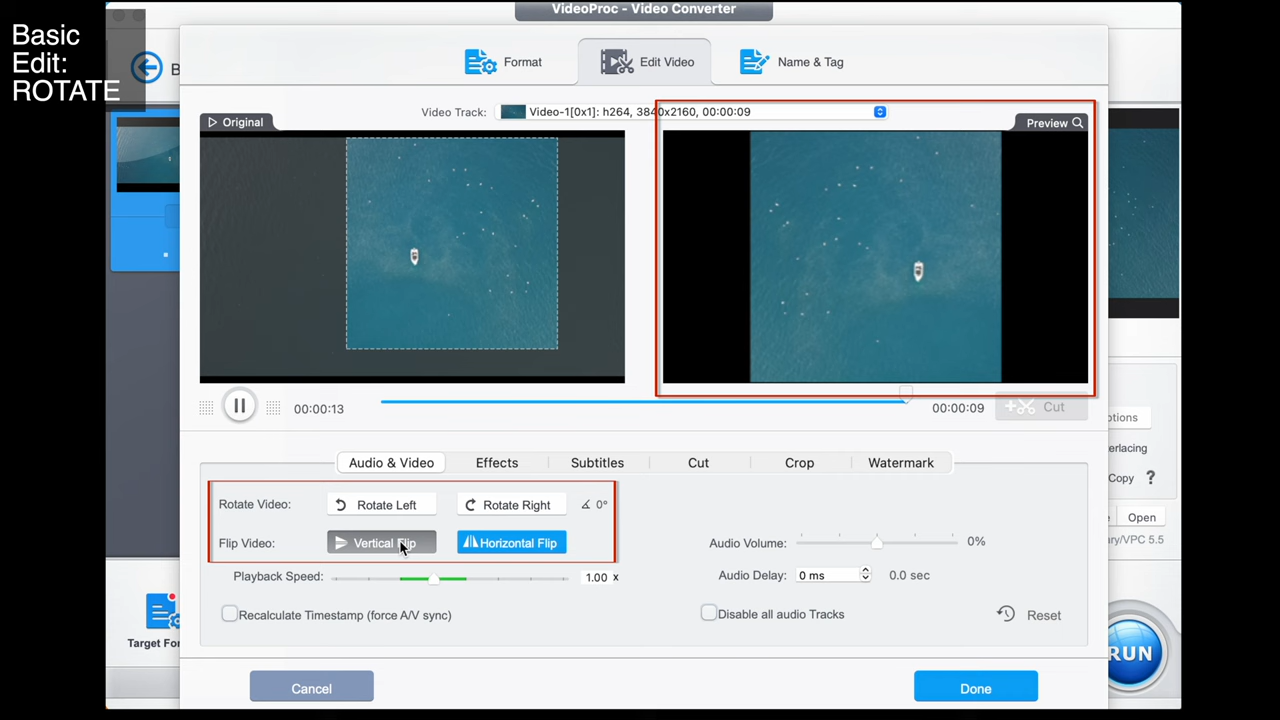 VideoProc - Video Converter
Basic
Edit:
ROTATE
B
Format
Edit Video
Name & Tag
Video Track:
Video-1[0x1]: h264, 3840x2160, 00:00:09
Original
Preview
00:00:13
00:00:09
Cut
Audio & Video
Effects
Subtitles
Cut
Crop
Watermark
Rotate Video:
Rotate Left
Rotate Right
0°
Flip Video:
Vertical Flip
Horizontal Flip
Playback Speed:
1.00 x
Recalculate Timestamp (force A/V sync)
Audio Volume:
0%
Audio Delay:
0 ms
0.0 sec
Disable all audio Tracks
Reset
Cancel
Done
ptions
erlacing
Copy ?
e
Open
ary/VPC 5.5
Target For
RUN